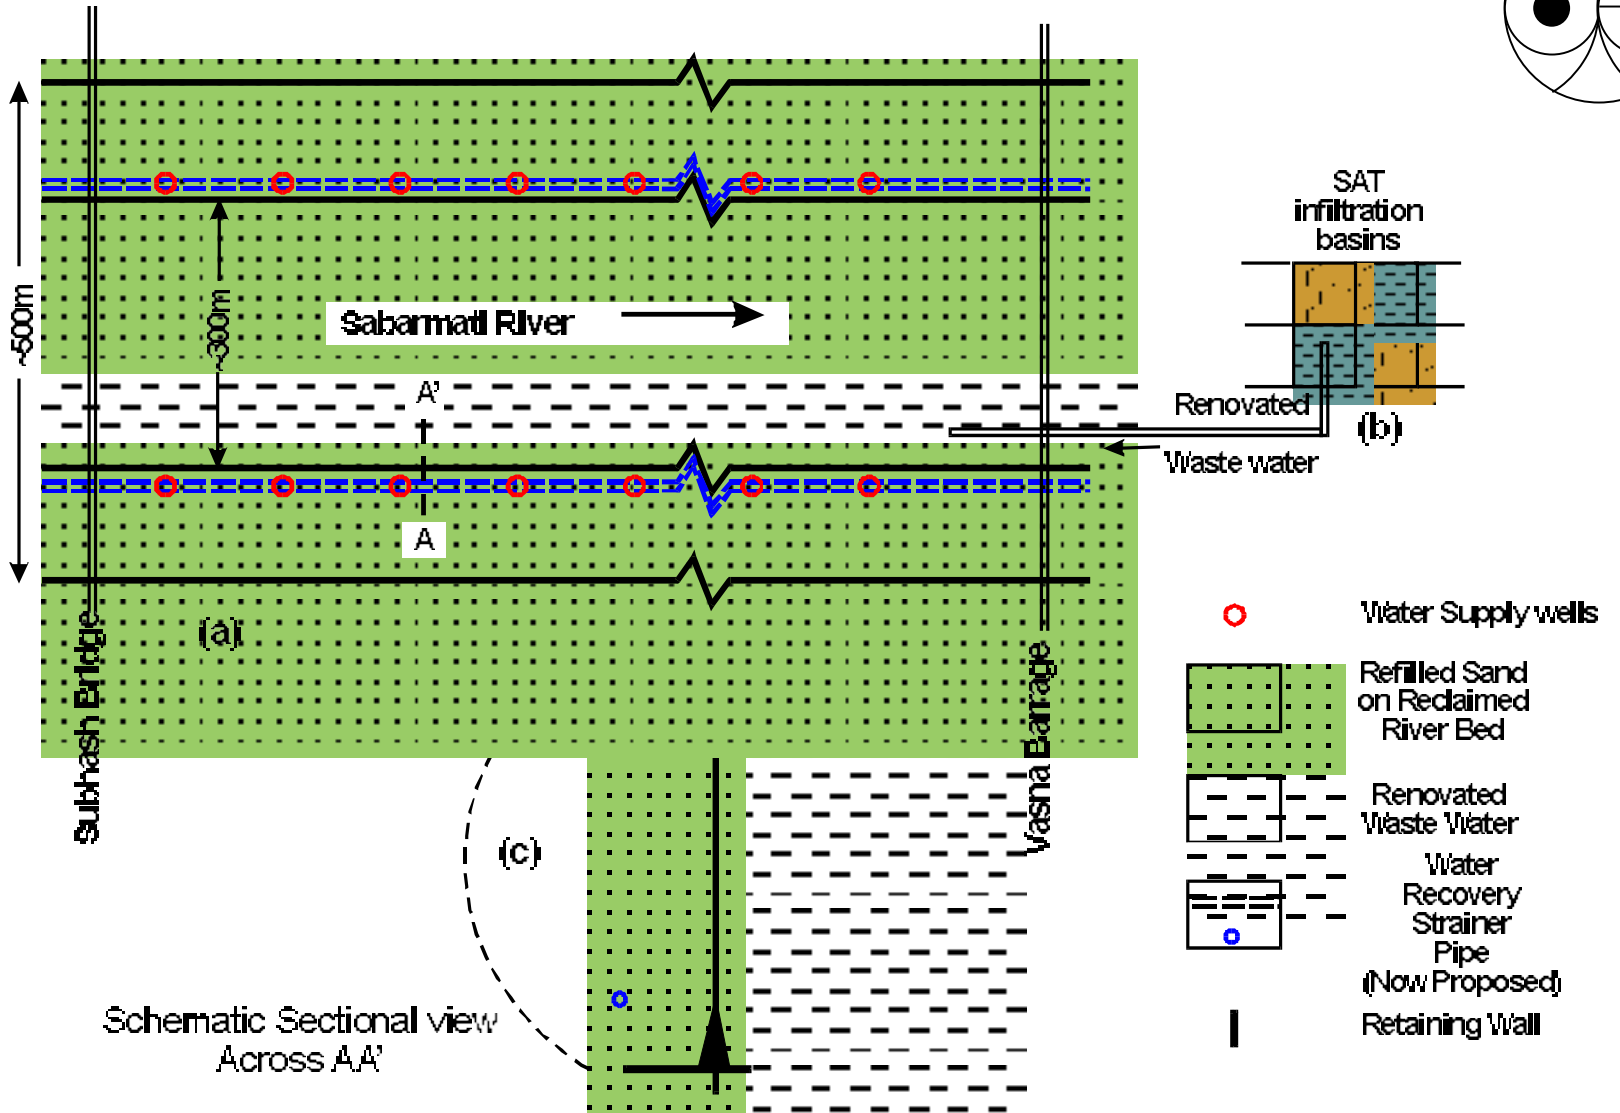 SAT
infiltration
basins
~500m
~300m
Sabarmati River
A'
Renovated
(b)
Waste water
A
(a)
Subhash Bridge
Vasna Barrage
Water Supply wells
Refilled Sand
on Reclaimed
River Bed
Renovated
Waste Water
Water
Recovery
Strainer
Pipe
(Now Proposed)
Retaining Wall
(c)
Schematic Sectional view
Across AA'